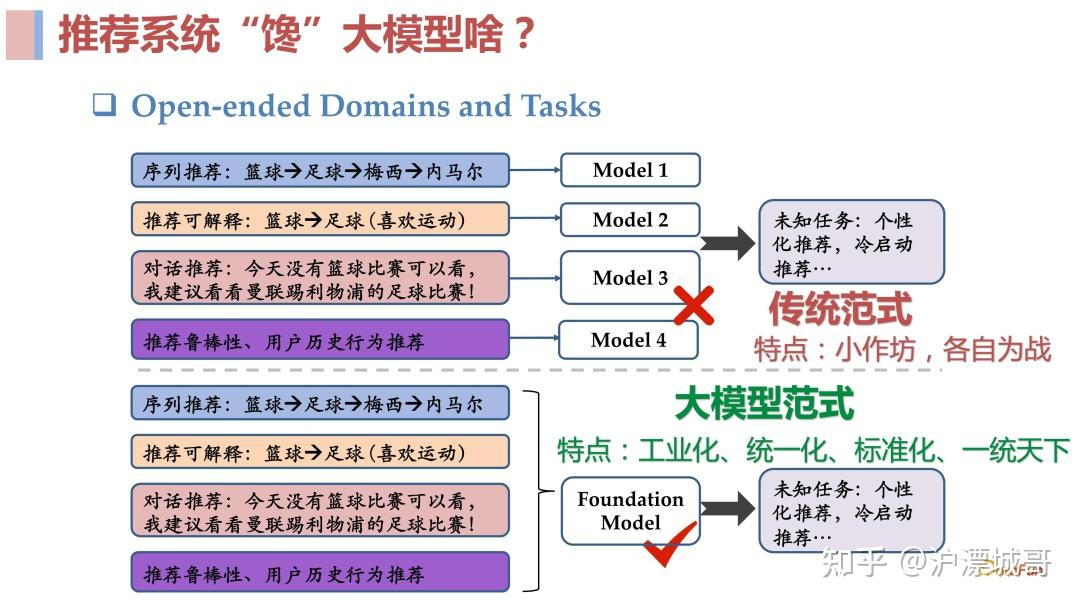 推荐系统“馋”大模型啥？
Open-ended Domains and Tasks
序列推荐：篮球→足球→梅西→内马尔
Model 1
推荐可解释：篮球→足球(喜欢运动)
Model 2
对话推荐：今天没有篮球比赛可以看，
我建议看看曼联踢利物浦的足球比赛！
Model 3
推荐鲁棒性、用户历史行为推荐
Model 4
未知任务：个性
化推荐，冷启动
推荐…
传统范式
特点：小作坊，各自为战
大模型范式
特点：工业化、统一化、标准化、一统天下
序列推荐：篮球→足球→梅西→内马尔
推荐可解释：篮球→足球(喜欢运动)
对话推荐：今天没有篮球比赛可以看，
我建议看看曼联踢利物浦的足球比赛！
推荐鲁棒性、用户历史行为推荐
Foundation
Model
未知任务：个性
化推荐，冷启动
推荐…
知乎 @沪漂城哥